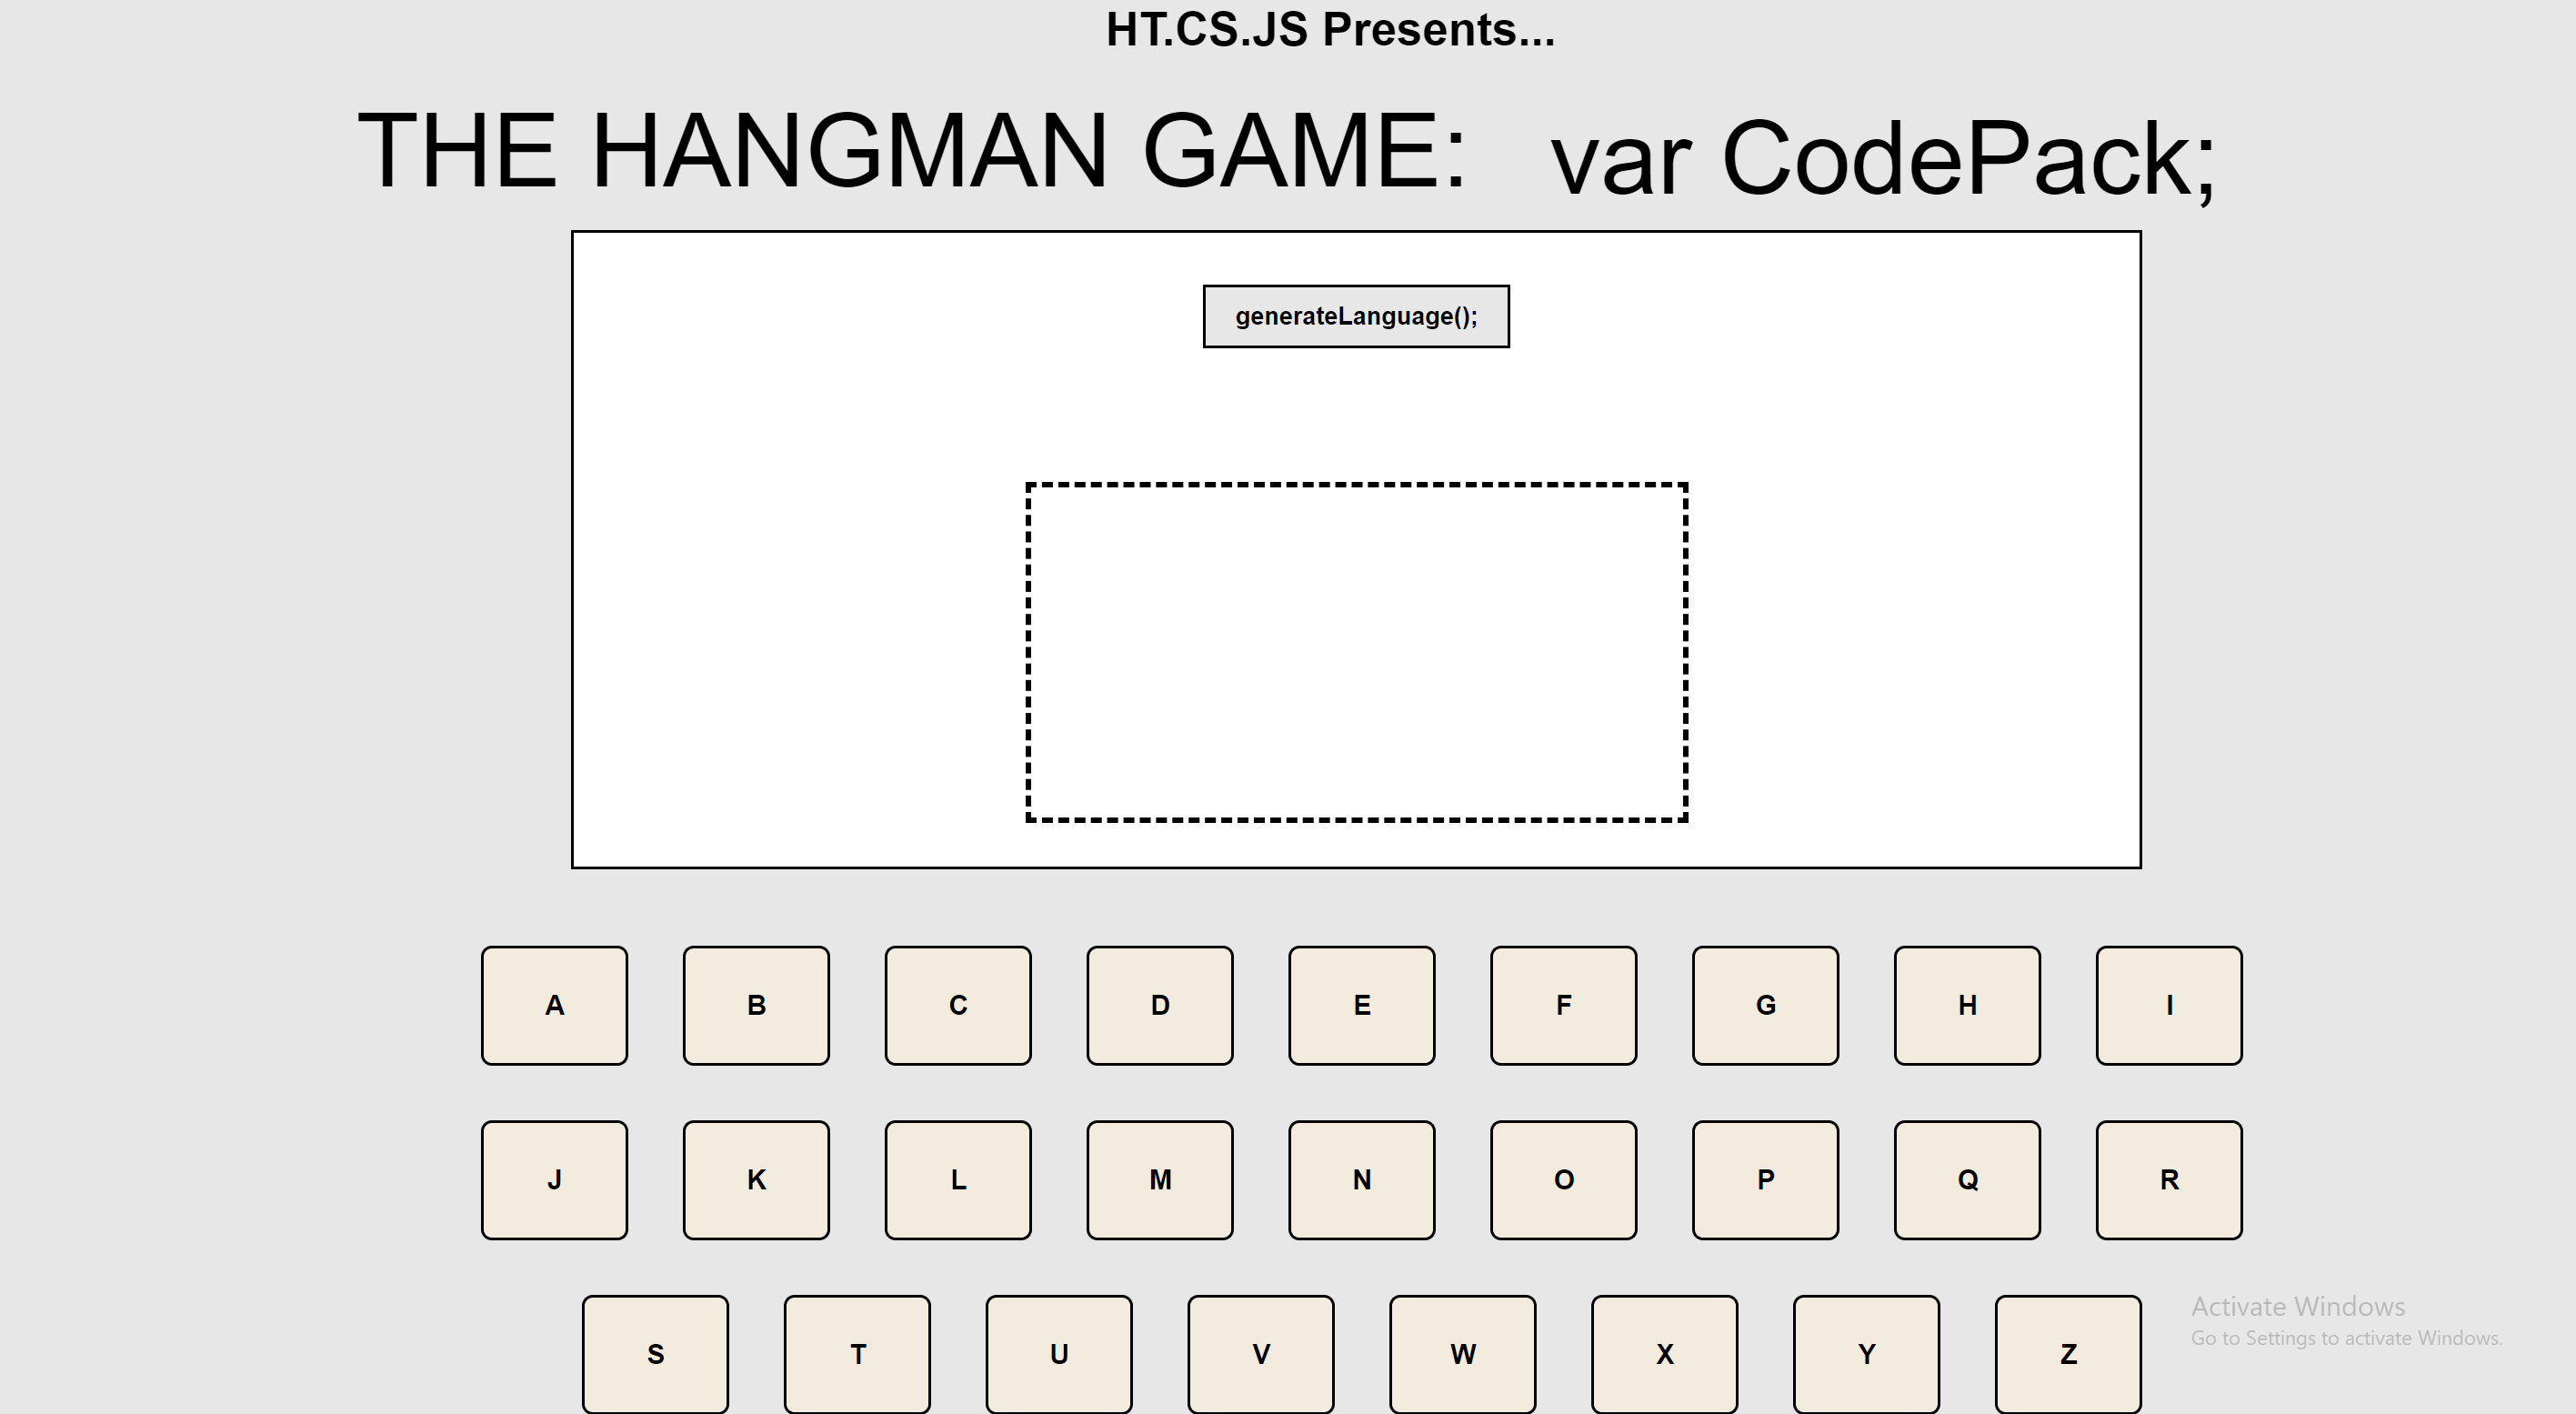 HT.CS.JS Presents...
THE HANGMAN GAME: var CodePack;
generateLanguage();
A B C D E F G H I
J K L M N O P Q R
S T U V W X Y Z
Activate Windows
Go to Settings to activate Windows.